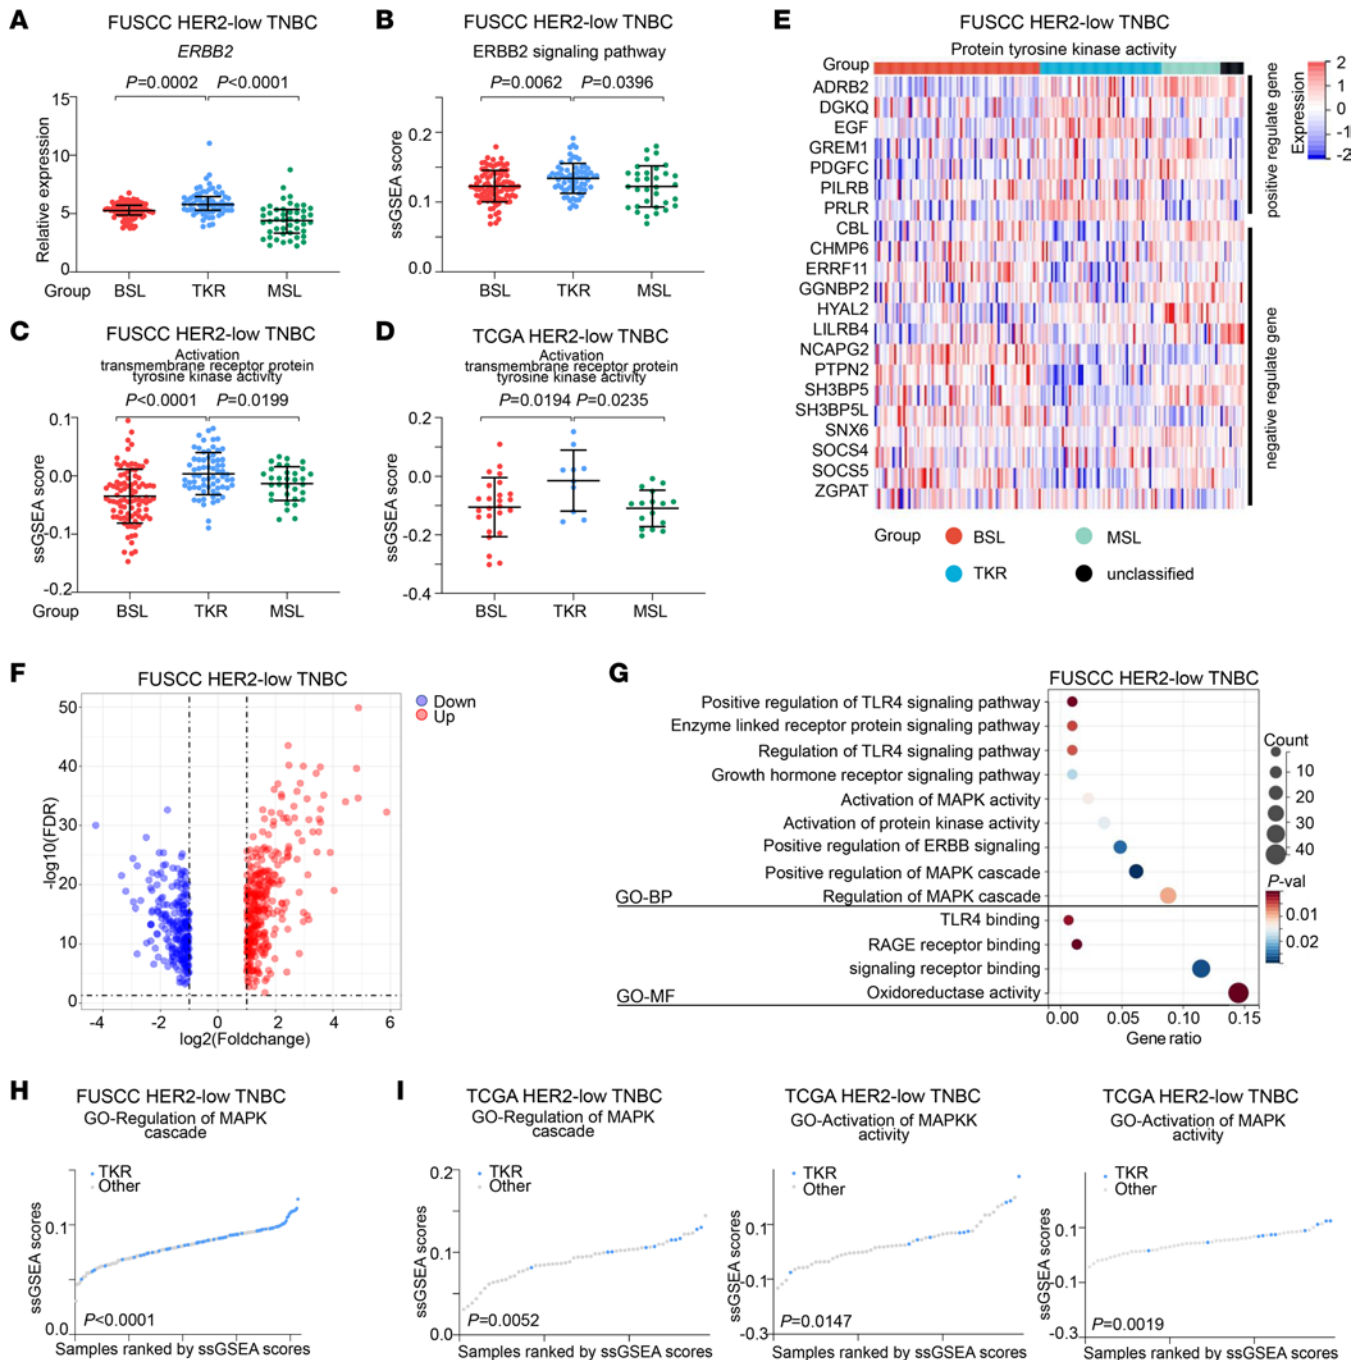 A
FUSCC HER2-low TNBC
ERBB2
P=0.0002 P<0.0001
Relative expression
15
10
5
0
Group BSL TKR MSL
B
FUSCC HER2-low TNBC
ERBB2 signaling pathway
P=0.0062 P=0.0396
ssGSEA score
0.2
0.1
0.0
BSL TKR MSL
C
FUSCC HER2-low TNBC
Activation
transmembrane receptor protein
tyrosine kinase activity
P<0.0001 P=0.0199
ssGSEA score
0.1
0.0
-0.1
-0.2
Group BSL TKR MSL
D
TCGA HER2-low TNBC
Activation
transmembrane receptor protein
tyrosine kinase activity
P=0.0194 P=0.0235
ssGSEA score
0.2
0.0
-0.2
-0.4
BSL TKR MSL
E
FUSCC HER2-low TNBC
Protein tyrosine kinase activity
Group
ADRB2
DGKQ
EGF
GREM1
PDGFC
PILRB
PRLR
CBL
CHMP6
ERRF11
GGNBP2
HYAL2
LILRB4
NCAPG2
PTPN2
SH3BP5
SH3BP5L
SNX6
SOCS4
SOCS5
ZGPAT
positive regulate gene
negative regulate gene
Expression
2
1
0
-1
-2
Group BSL MSL
TKR unclassified
F
FUSCC HER2-low TNBC
Down
Up
-log10(FDR)
50
40
30
20
10
0
-4 -2 0 2 4 6
log2(Foldchange)
G
FUSCC HER2-low TNBC
Positive regulation of TLR4 signaling pathway
Enzyme linked receptor protein signaling pathway
Regulation of TLR4 signaling pathway
Growth hormone receptor signaling pathway
Activation of MAPK activity
Activation of protein kinase activity
Positive regulation of ERBB signaling
Positive regulation of MAPK cascade
GO-BP Regulation of MAPK cascade
TLR4 binding
RAGE receptor binding
signaling receptor binding
GO-MF Oxidoreductase activity
0.00 0.05 0.10 0.15
Gene ratio
Count
10
20
30
40
P-val
0.01
0.02
H
FUSCC HER2-low TNBC
GO-Regulation of MAPK
cascade
TKR
Other
ssGSEA scores
0.1
0.0
P<0.0001
Samples ranked by ssGSEA scores
I
TCGA HER2-low TNBC
GO-Regulation of MAPK
cascade
TKR
Other
ssGSEA scores
0.2
0.1
0.0
P=0.0052
Samples ranked by ssGSEA scores
TCGA HER2-low TNBC
GO-Activation of MAPKK
activity
TKR
Other
ssGSEA scores
0.1
-0.1
-0.3
P=0.0147
Samples ranked by ssGSEA scores
TCGA HER2-low TNBC
GO-Activation of MAPK
activity
TKR
Other
ssGSEA scores
0.1
-0.1
-0.3
P=0.0019
Samples ranked by ssGSEA scores